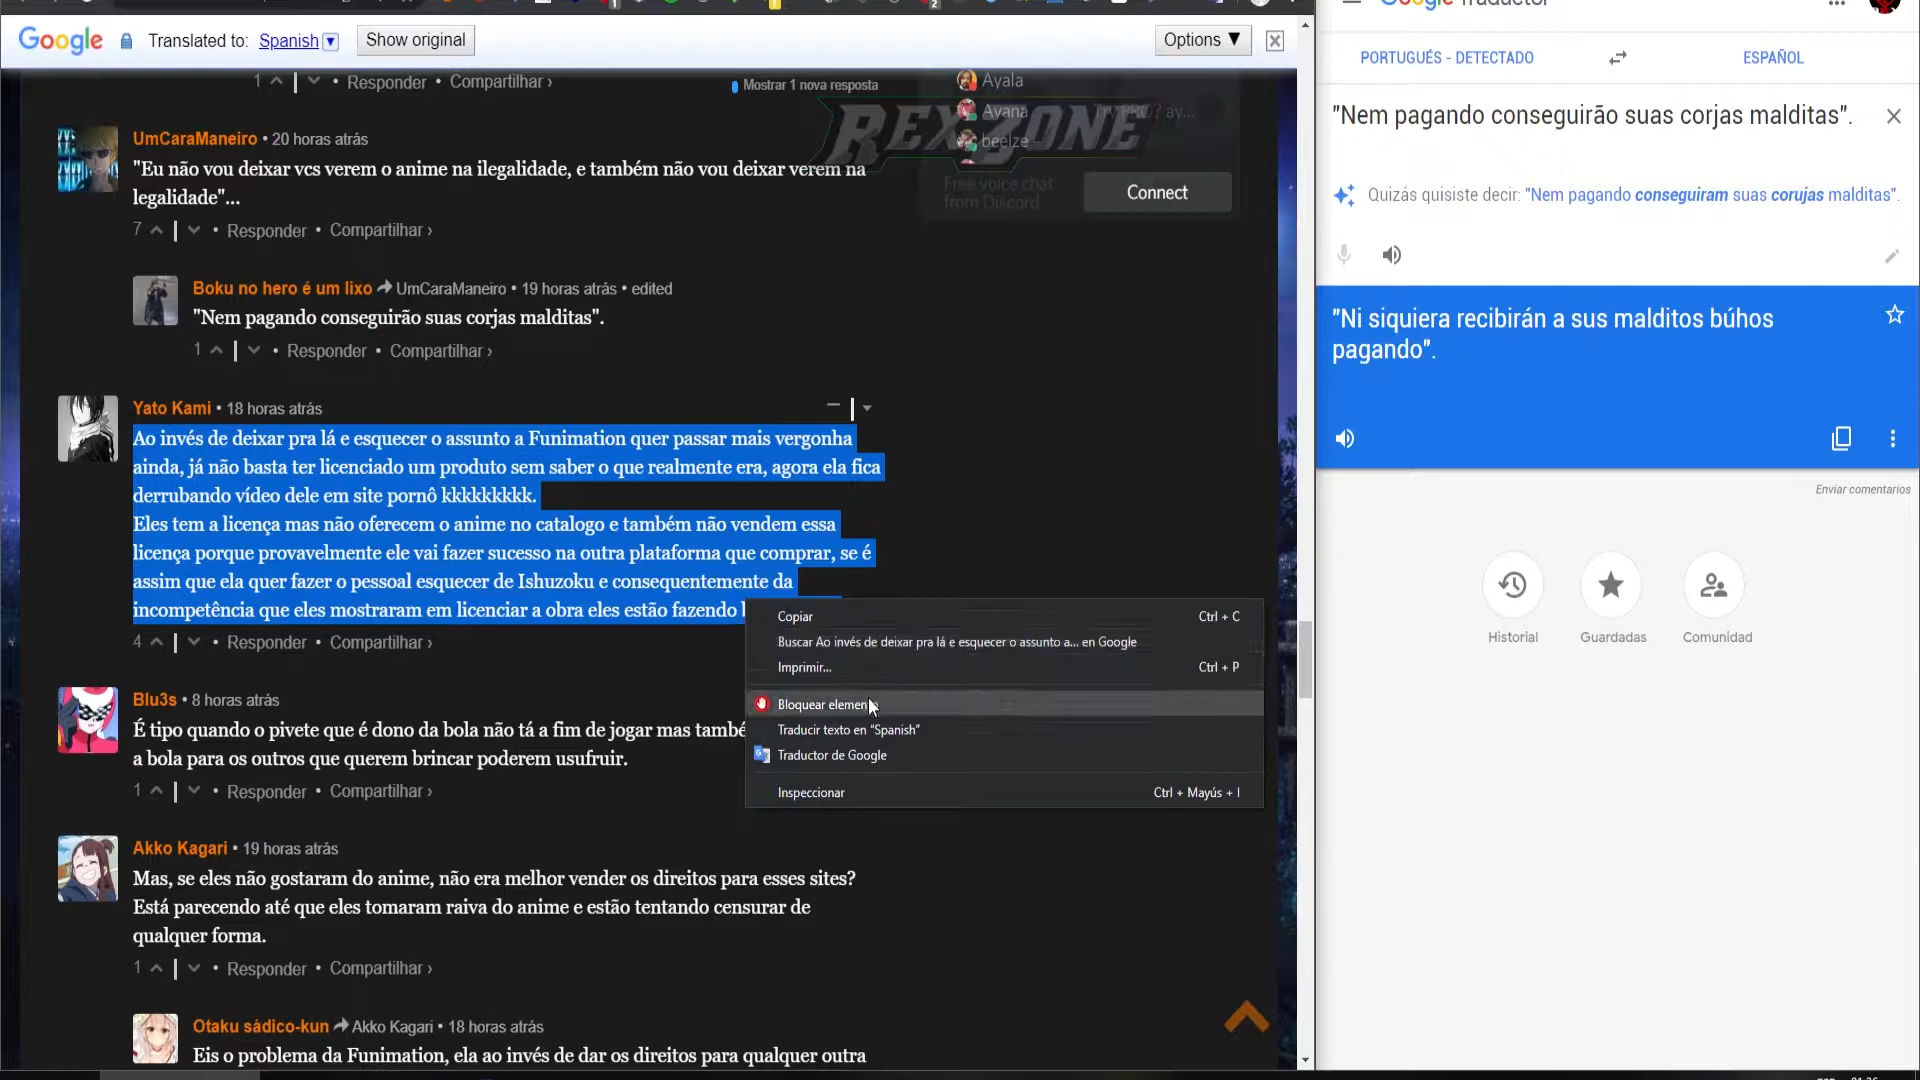 Google Translated to: Spanish ▼ Show original Options ▼
1 • Responder • Compartilhar ›
Mostrar 1 nova resposta
Ayala
Ayana
beelze
REXZONE
Free voice chat
from Discord
Connect
UmCaraManeiro • 20 horas atrás
"Eu não vou deixar vcs verem o anime na ilegalidade, e também não vou deixar verem na
legalidade"...
7 • Responder • Compartilhar ›
Boku no hero é um lixo UmCaraManeiro • 19 horas atrás • edited
"Nem pagando conseguirão suas corjas malditas".
1 • Responder • Compartilhar ›
Yato Kami • 18 horas atrás
Ao invés de deixar pra lá e esquecer o assunto a Funimation quer passar mais vergonha
ainda, já não basta ter licenciado um produto sem saber o que realmente era, agora ela fica
derrubando vídeo dele em site pornô kkkkkkkkk.
Eles tem a licença mas não oferecem o anime no catalogo e também não vendem essa
licença porque provavelmente ele vai fazer sucesso na outra plataforma que comprar, se é
assim que ela quer fazer o pessoal esquecer de Ishuzoku e consequentemente da
incompetência que eles mostraram em licenciar a obra eles estão fazendo
4 • Responder • Compartilhar ›
Copiar Ctrl + C
Buscar Ao invés de deixar pra lá e esquecer o assunto a... en Google
Imprimir... Ctrl + P
Bloquear elemen
Traducir texto en “Spanish”
Traductor de Google
Inspeccionar Ctrl + Mayús + I
Blu3s • 8 horas atrás
É tipo quando o pivete que é dono da bola não tá a fim de jogar mas també
a bola para os outros que querem brincar poderem usufruir.
1 • Responder • Compartilhar ›
Akko Kagari • 19 horas atrás
Mas, se eles não gostaram do anime, não era melhor vender os direitos para esses sites?
Está parecendo até que eles tomaram raiva do anime e estão tentando censurar de
qualquer forma.
1 • Responder • Compartilhar ›
Otaku sádico-kun Akko Kagari • 18 horas atrás
Eis o problema da Funimation, ela ao invés de dar os direitos para qualquer outra
Google Traductor
PORTUGUÉS - DETECTADO ESPAÑOL
"Nem pagando conseguirão suas corjas malditas".
Quizás quisiste decir: "Nem pagando conseguiram suas corujas malditas".
"Ni siquiera recibirán a sus malditos búhos
pagando".
Enviar comentarios
Historial Guardadas Comunidad